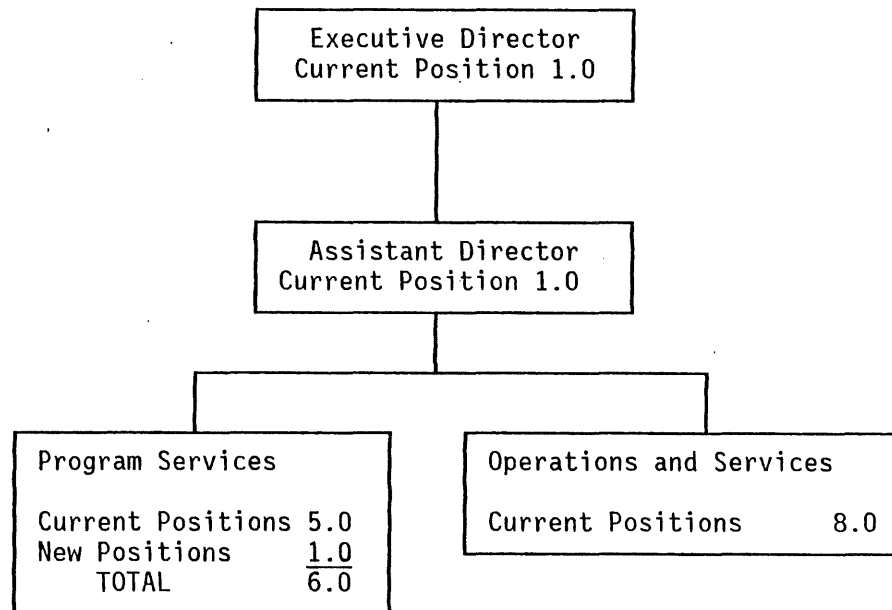 Executive Director
Current Position 1.0
Assistant Director
Current Position 1.0
Program Services
Current Positions 5.0
New Positions 1.0
TOTAL 6.0
Operations and Services
Current Positions 8.0